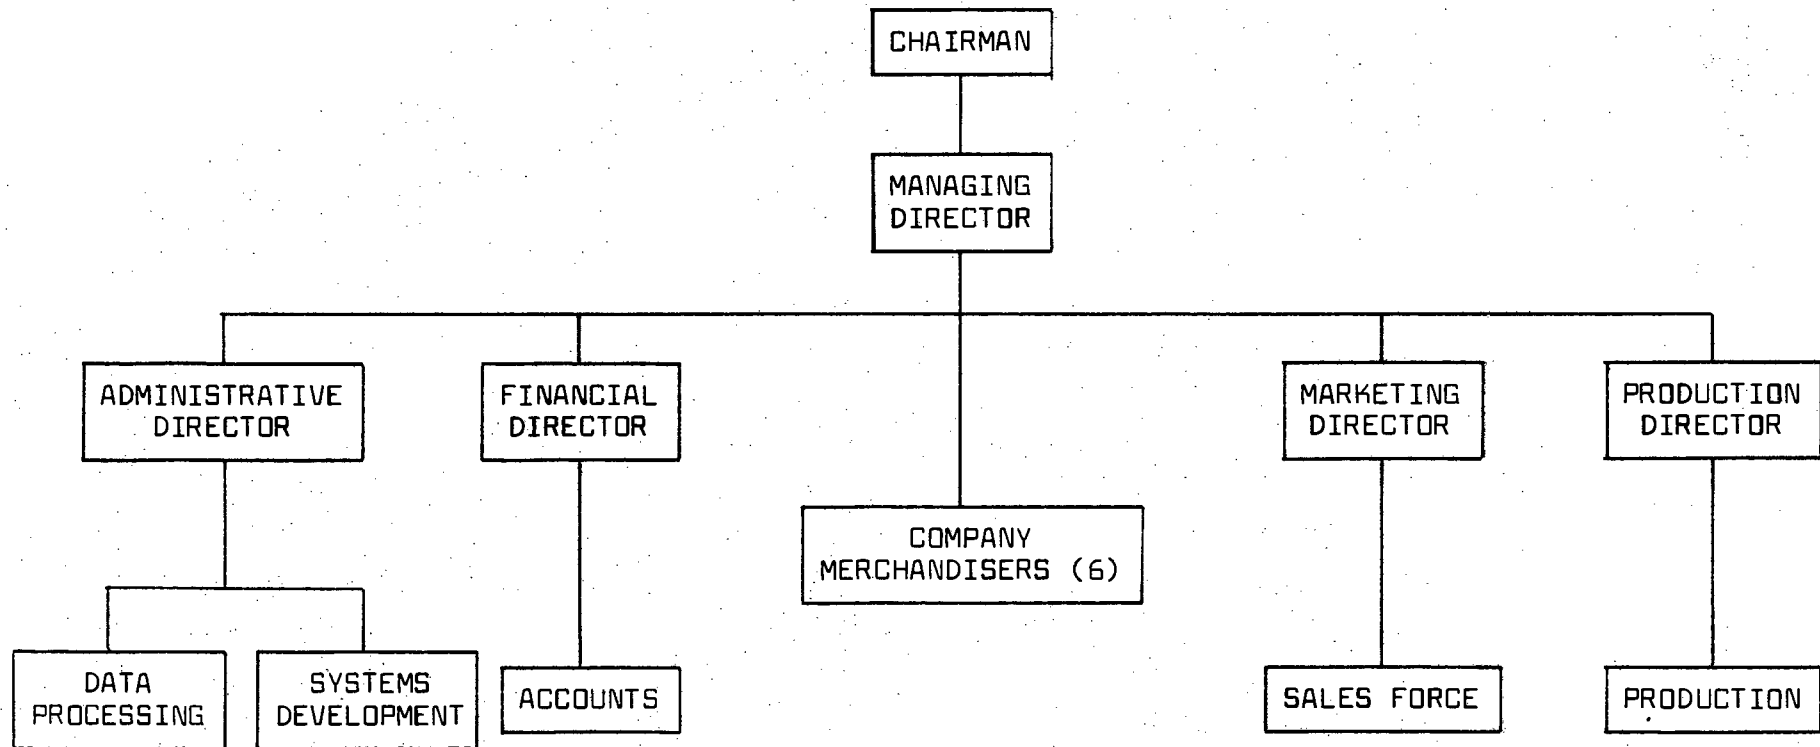 CHAIRMAN
MANAGING
DIRECTOR
ADMINISTRATIVE
DIRECTOR
FINANCIAL
DIRECTOR
MARKETING
DIRECTOR
PRODUCTION
DIRECTOR
COMPANY
MERCHANDISERS (6)
DATA
PROCESSING
SYSTEMS
DEVELOPMENT
ACCOUNTS
SALES FORCE
PRODUCTION